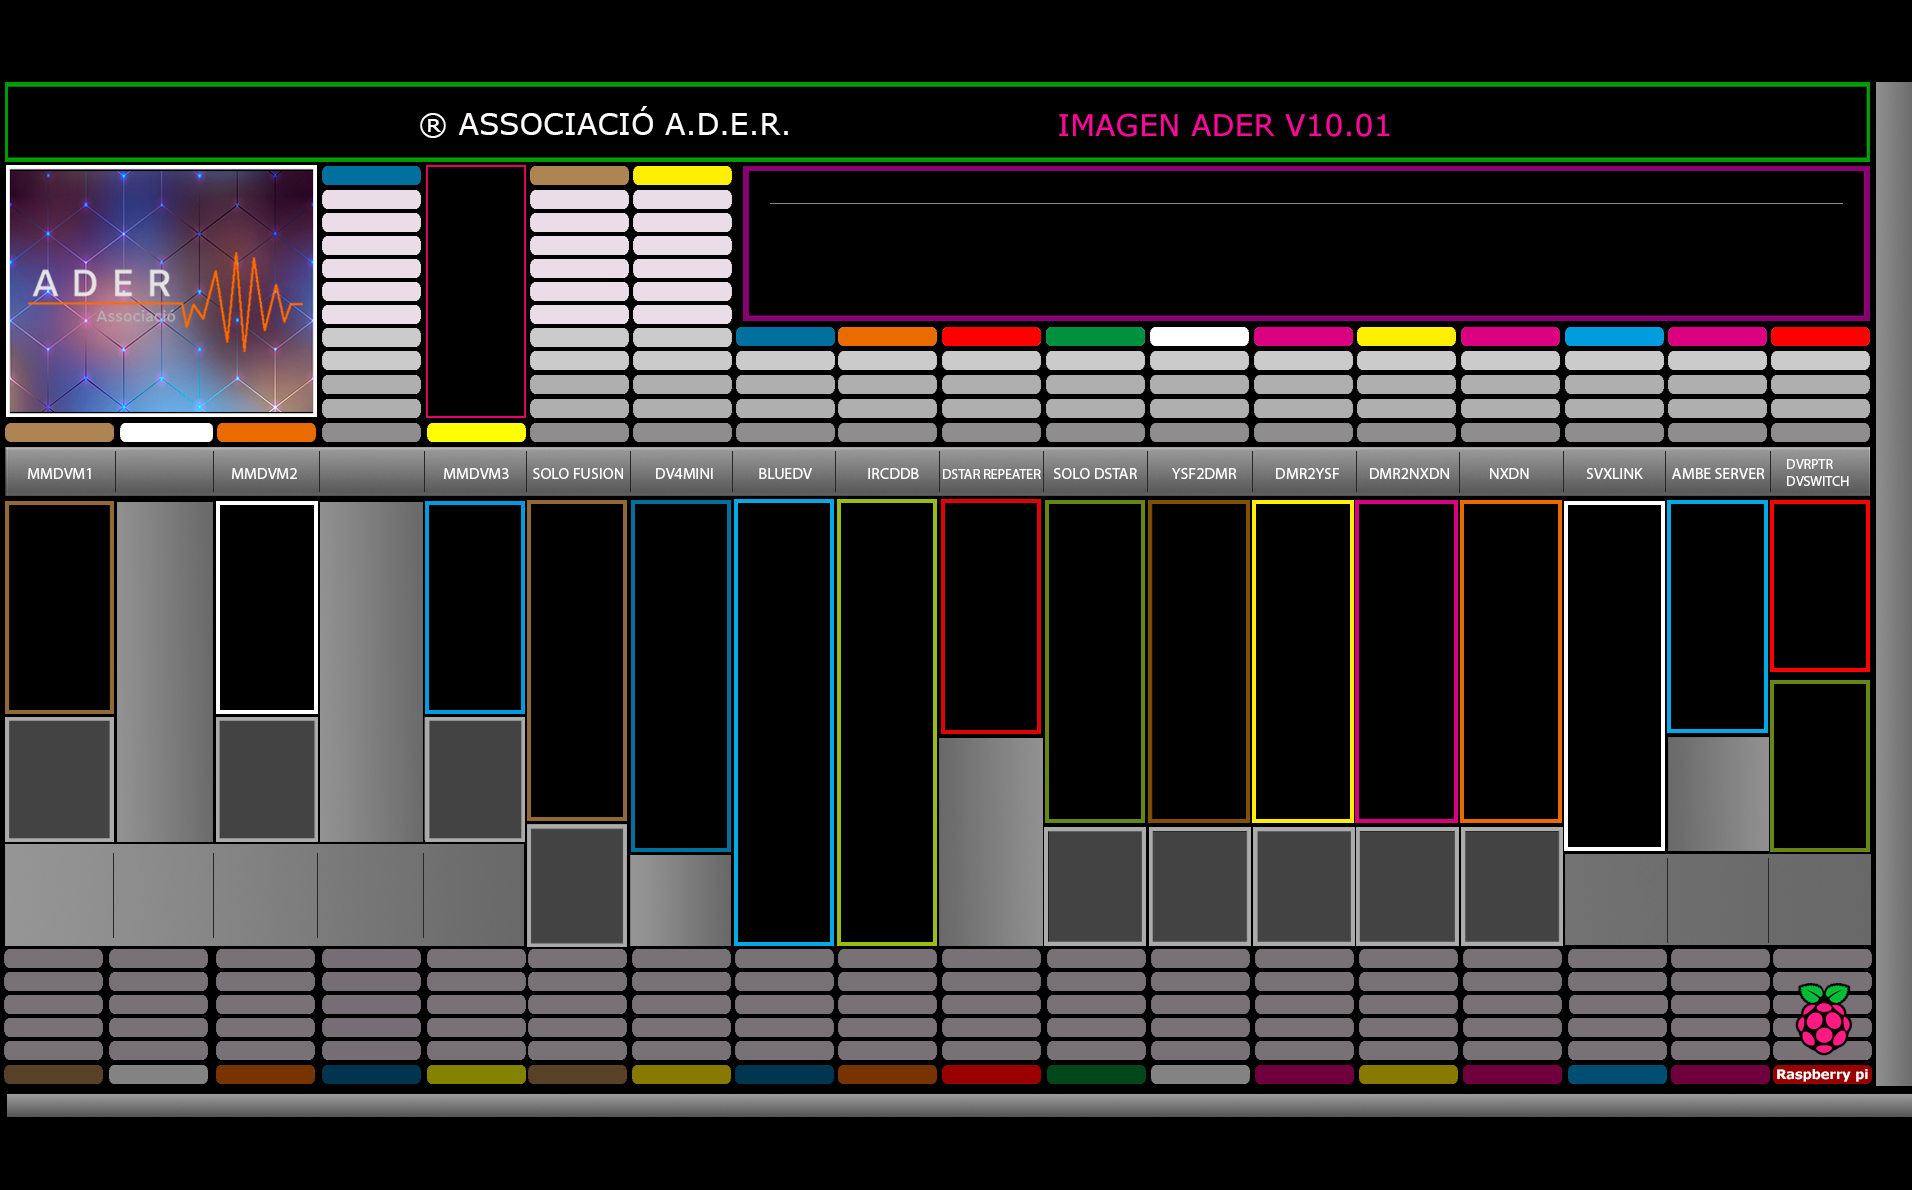 ® ASSOCIACIÓ A.D.E.R.
IMAGEN ADER V10.01
ADER
Associació
MMDVM1
MMDVM2
MMDVM3
SOLO FUSION
DV4MINI
BLUEDV
IRCDDB
DSTAR REPEATER
SOLO DSTAR
YSF2DMR
DMR2YSF
DMR2NXDN
NXDN
SVXLINK
AMBE SERVER
DVRPTR
DVSWITCH
Raspberry pi